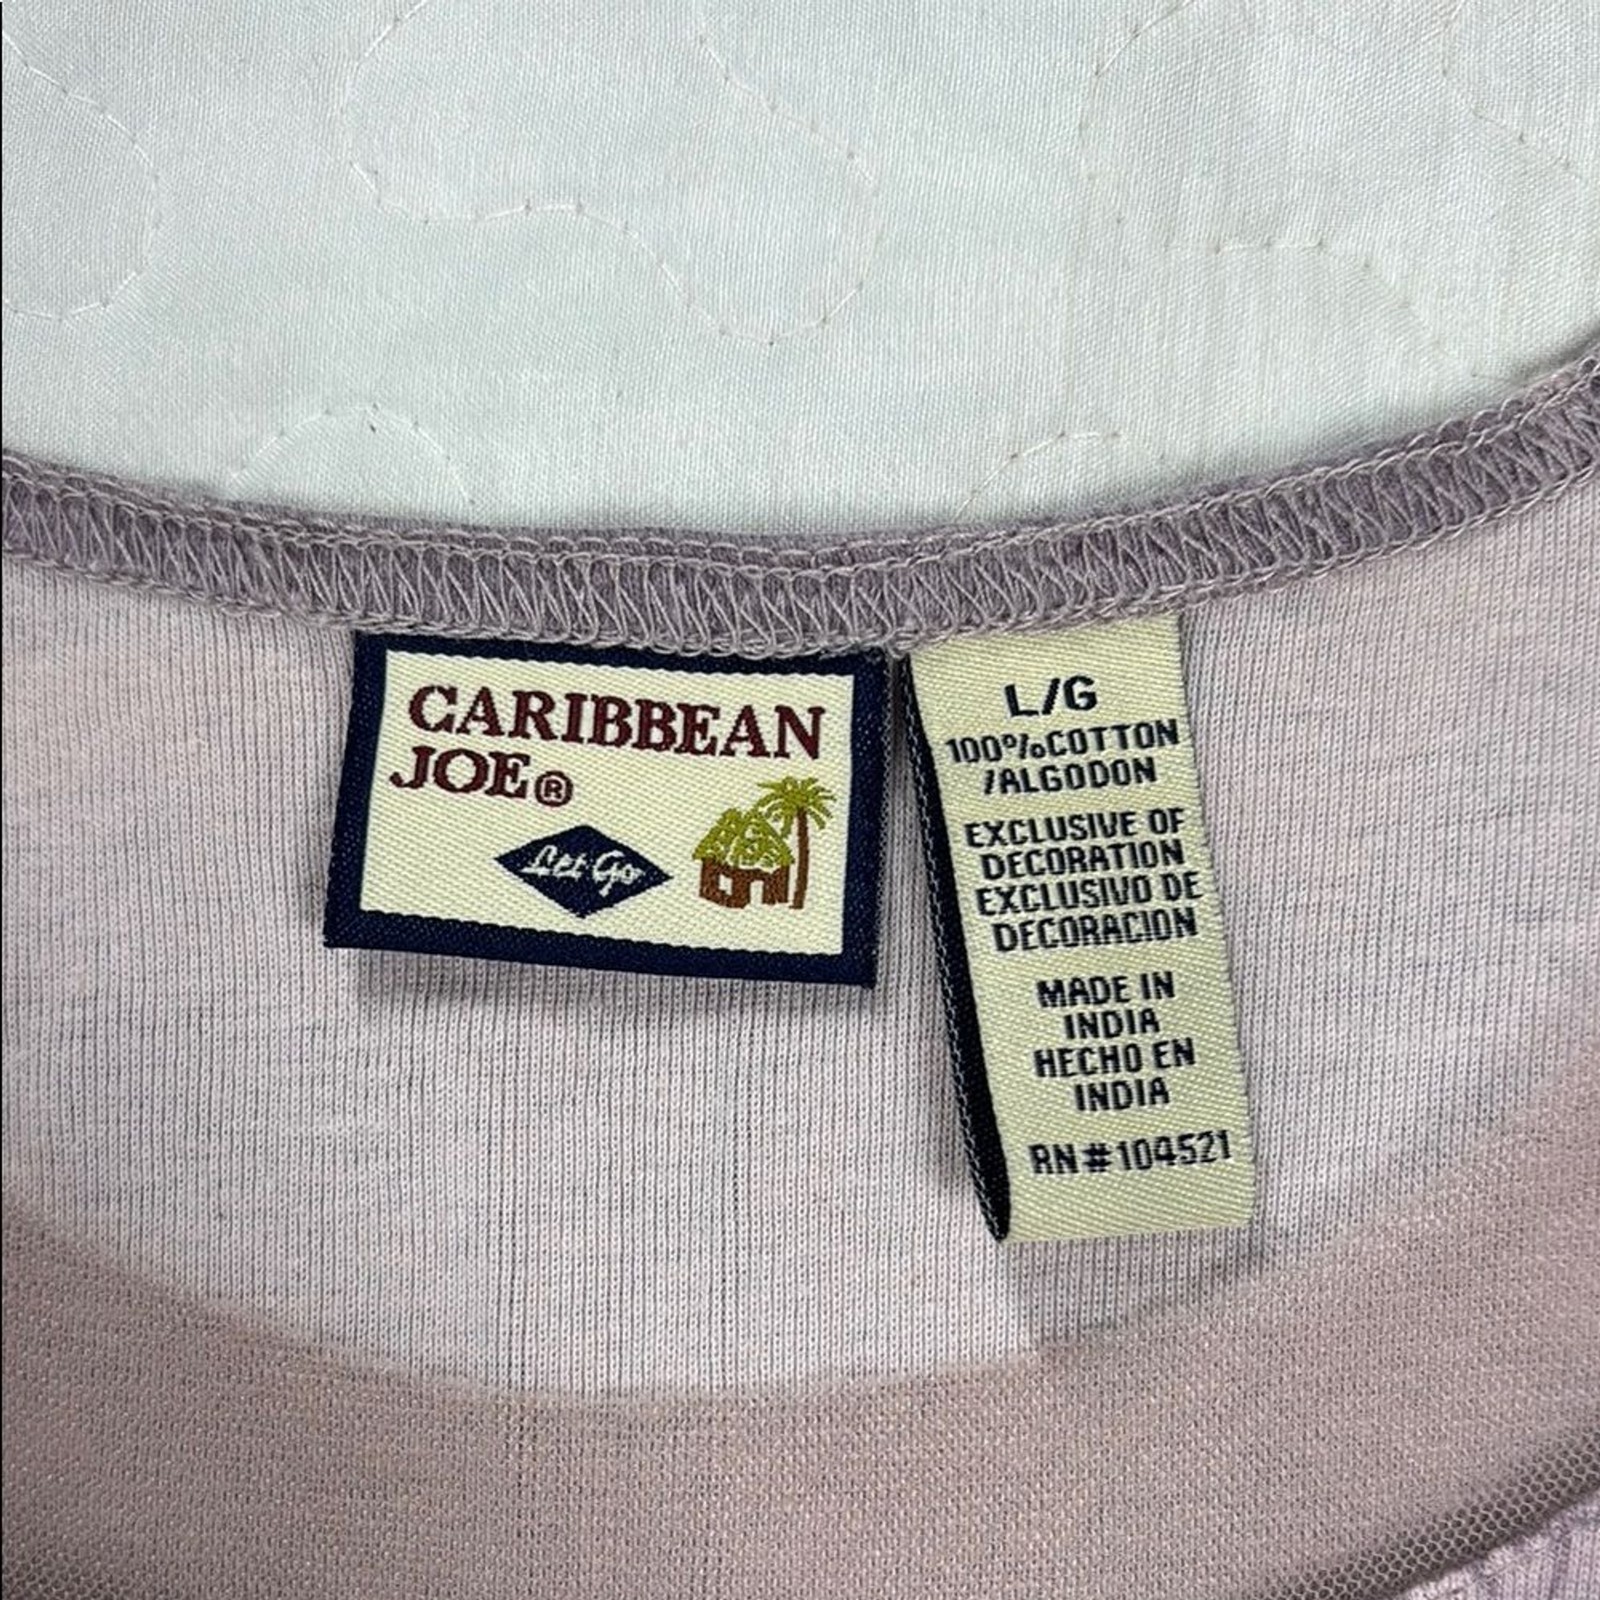 CARIBBEAN
JOE®
Let Go
L/G
100%COTTON
/ALGODON
EXCLUSIVE OF
DECORATION
EXCLUSIVO DE
DECORACION
MADE IN
INDIA
HECHO EN
INDIA
RN#104521